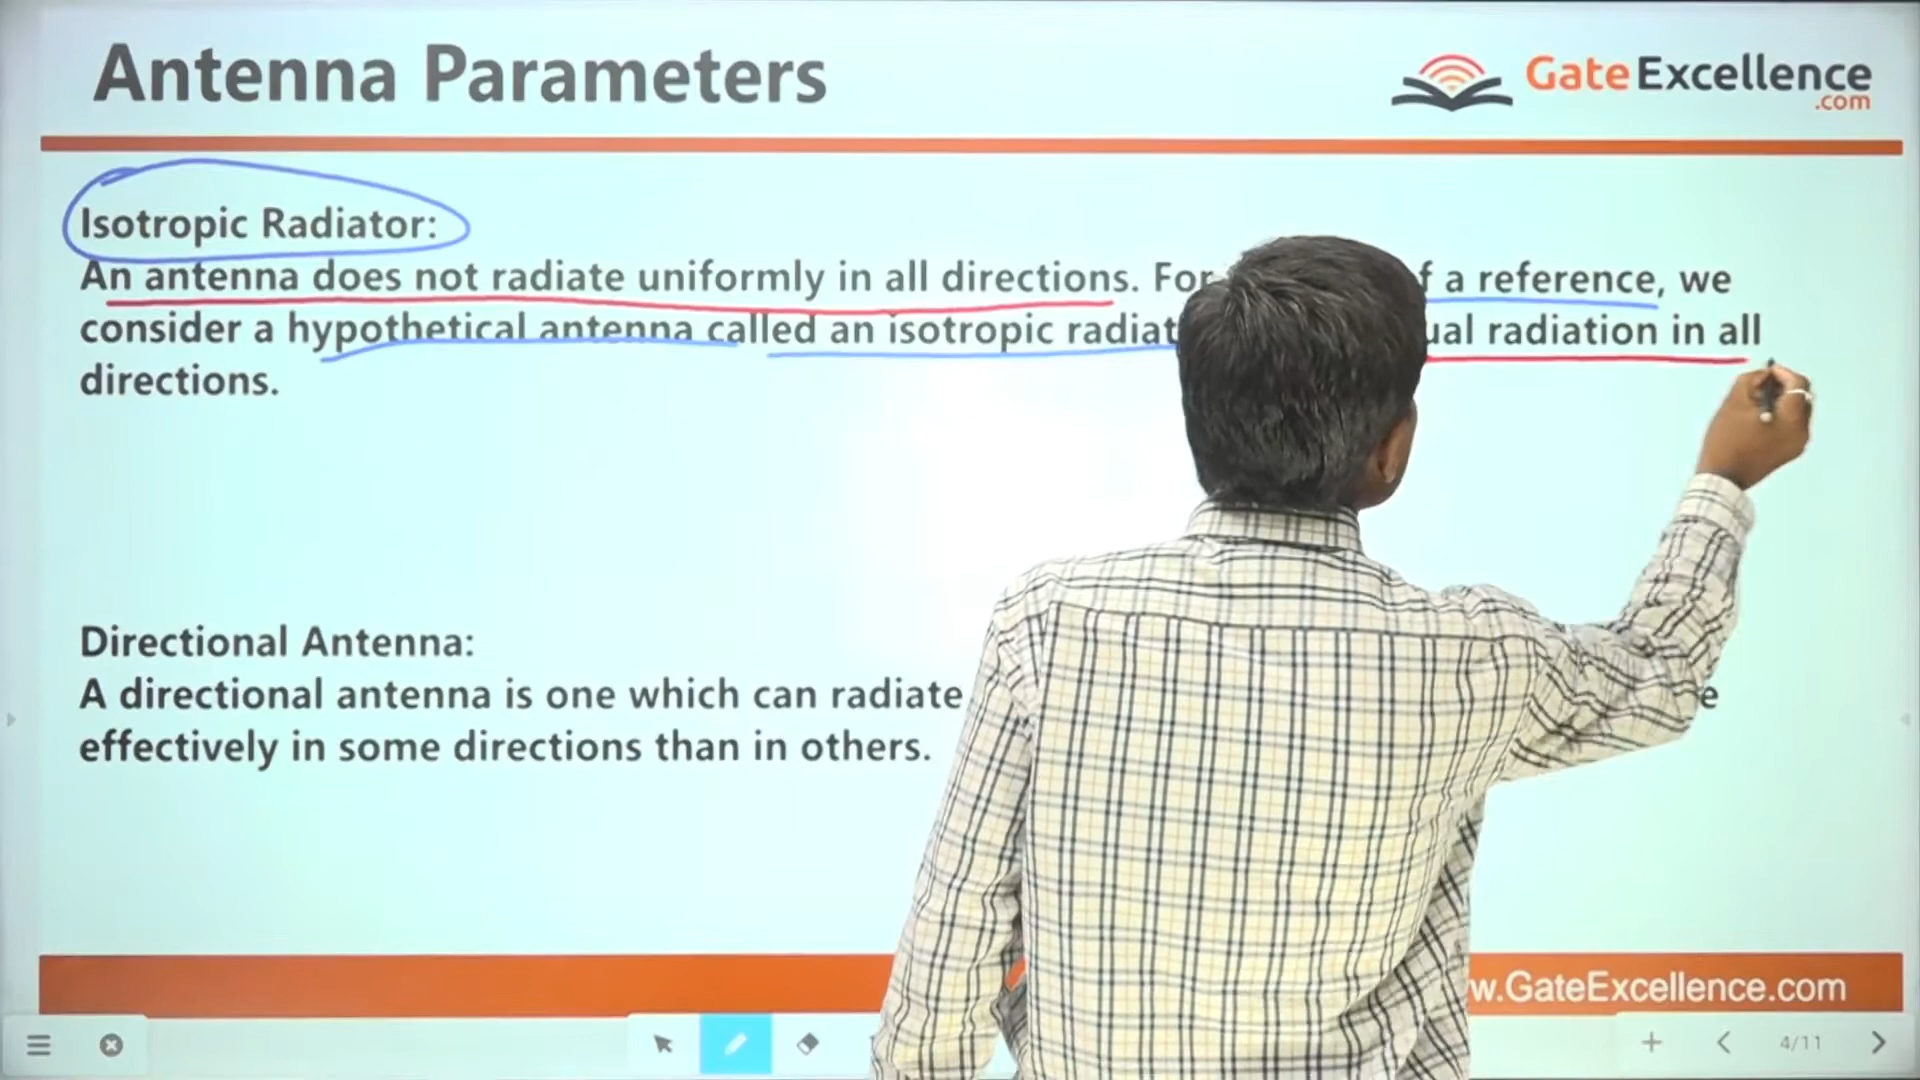 Antenna Parameters
GateExcellence
.com
Isotropic Radiator:
An antenna does not radiate uniformly in all directions. For a reference, we
consider a hypothetical antenna called an isotropic radiation in all
directions.
Directional Antenna:
A directional antenna is one which can radiate
effectively in some directions than in others.
.GateExcellence.com
4/11